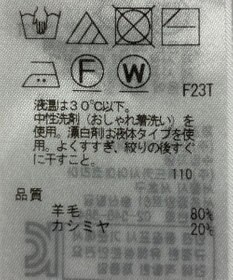 F W F23T
液温は30℃以下。
中性洗剤（おしゃれ着洗い）を
使用。漂白剤は液体タイプを使
用。よくすすぎ、絞りの後すぐ
に干すこと。
110
品質
羊毛 80%
カシミヤ 20%